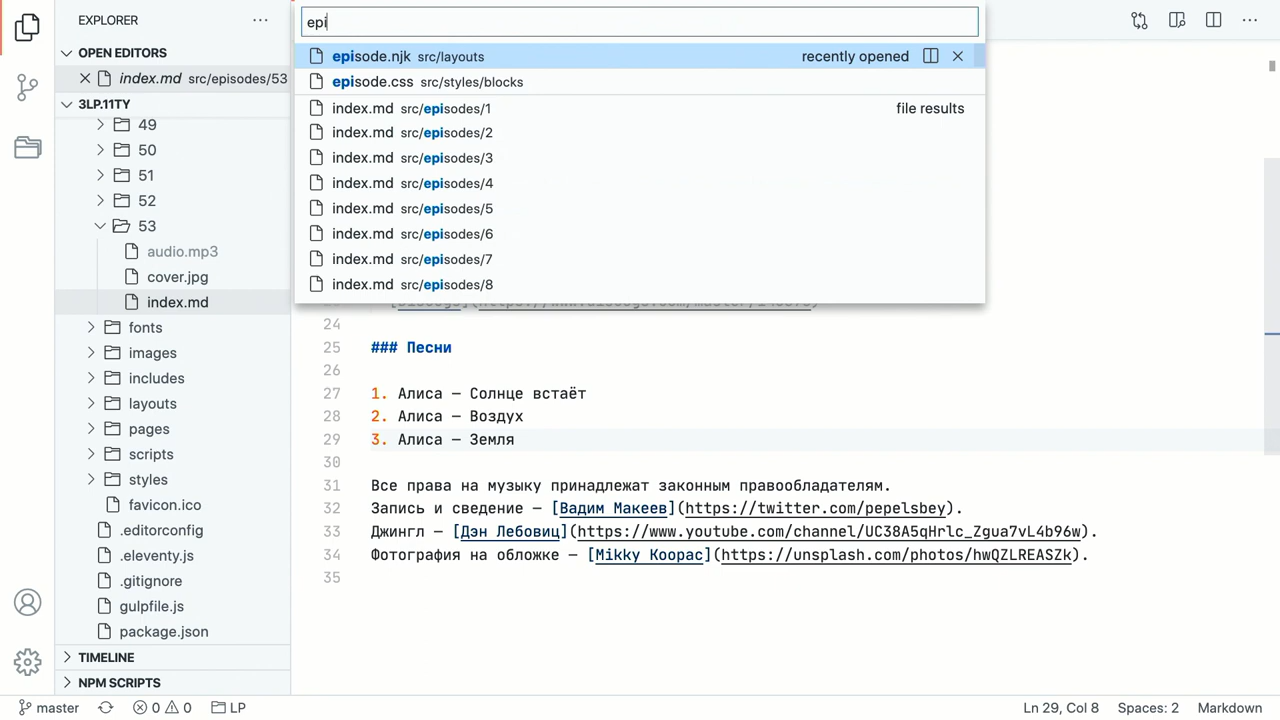 EXPLORER
OPEN EDITORS
index.md src/episodes/53
3LP.11TY
49
50
51
52
53
audio.mp3
cover.jpg
index.md
fonts
images
includes
layouts
pages
scripts
styles
favicon.ico
.editorconfig
.eleventy.js
.gitignore
gulpfile.js
package.json
TIMELINE
NPM SCRIPTS
epi
episode.njk src/layouts recently opened
episode.css src/styles/blocks
index.md src/episodes/1 file results
index.md src/episodes/2
index.md src/episodes/3
index.md src/episodes/4
index.md src/episodes/5
index.md src/episodes/6
index.md src/episodes/7
index.md src/episodes/8
24
25 ### Песни
26
27 1. Алиса — Солнце встаёт
28 2. Алиса — Воздух
29 3. Алиса — Земля
30
31 Все права на музыку принадлежат законным правообладателям.
32 Запись и сведение — [Вадим Макеев](https://twitter.com/pepelsbey).
33 Джингл — [Дэн Лебовиц](https://www.youtube.com/channel/UC38A5qHrlc_Zgua7vL4b96w).
34 Фотография на обложке — [Mikky Koopac](https://unsplash.com/photos/hwQZLREASZk).
35
master 0 0 LP Ln 29, Col 8 Spaces: 2 Markdown